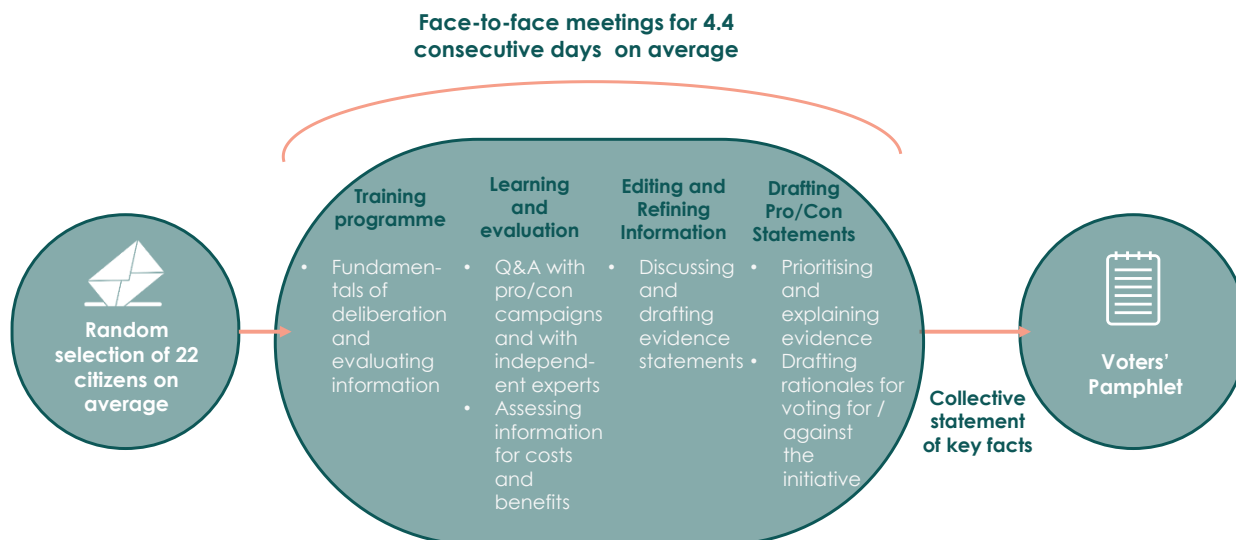 Face-to-face meetings for 4.4
consecutive days on average
Random
selection of 22
citizens on
average
Training
programme
• Fundamen-
tals of
deliberation
and
evaluating
information
Learning
and
evaluation
• Q&A with
pro/con
campaigns
and with
independ-
ent experts
• Assessing
information
for costs
and
benefits
Editing and
Refining
Information
• Discussing
and
drafting
evidence
statements
Drafting
Pro/Con
Statements
• Prioritising
and
explaining
evidence
• Drafting
rationales for
voting for /
against
the
initiative
Collective
statement
of key facts
Voters'
Pamphlet